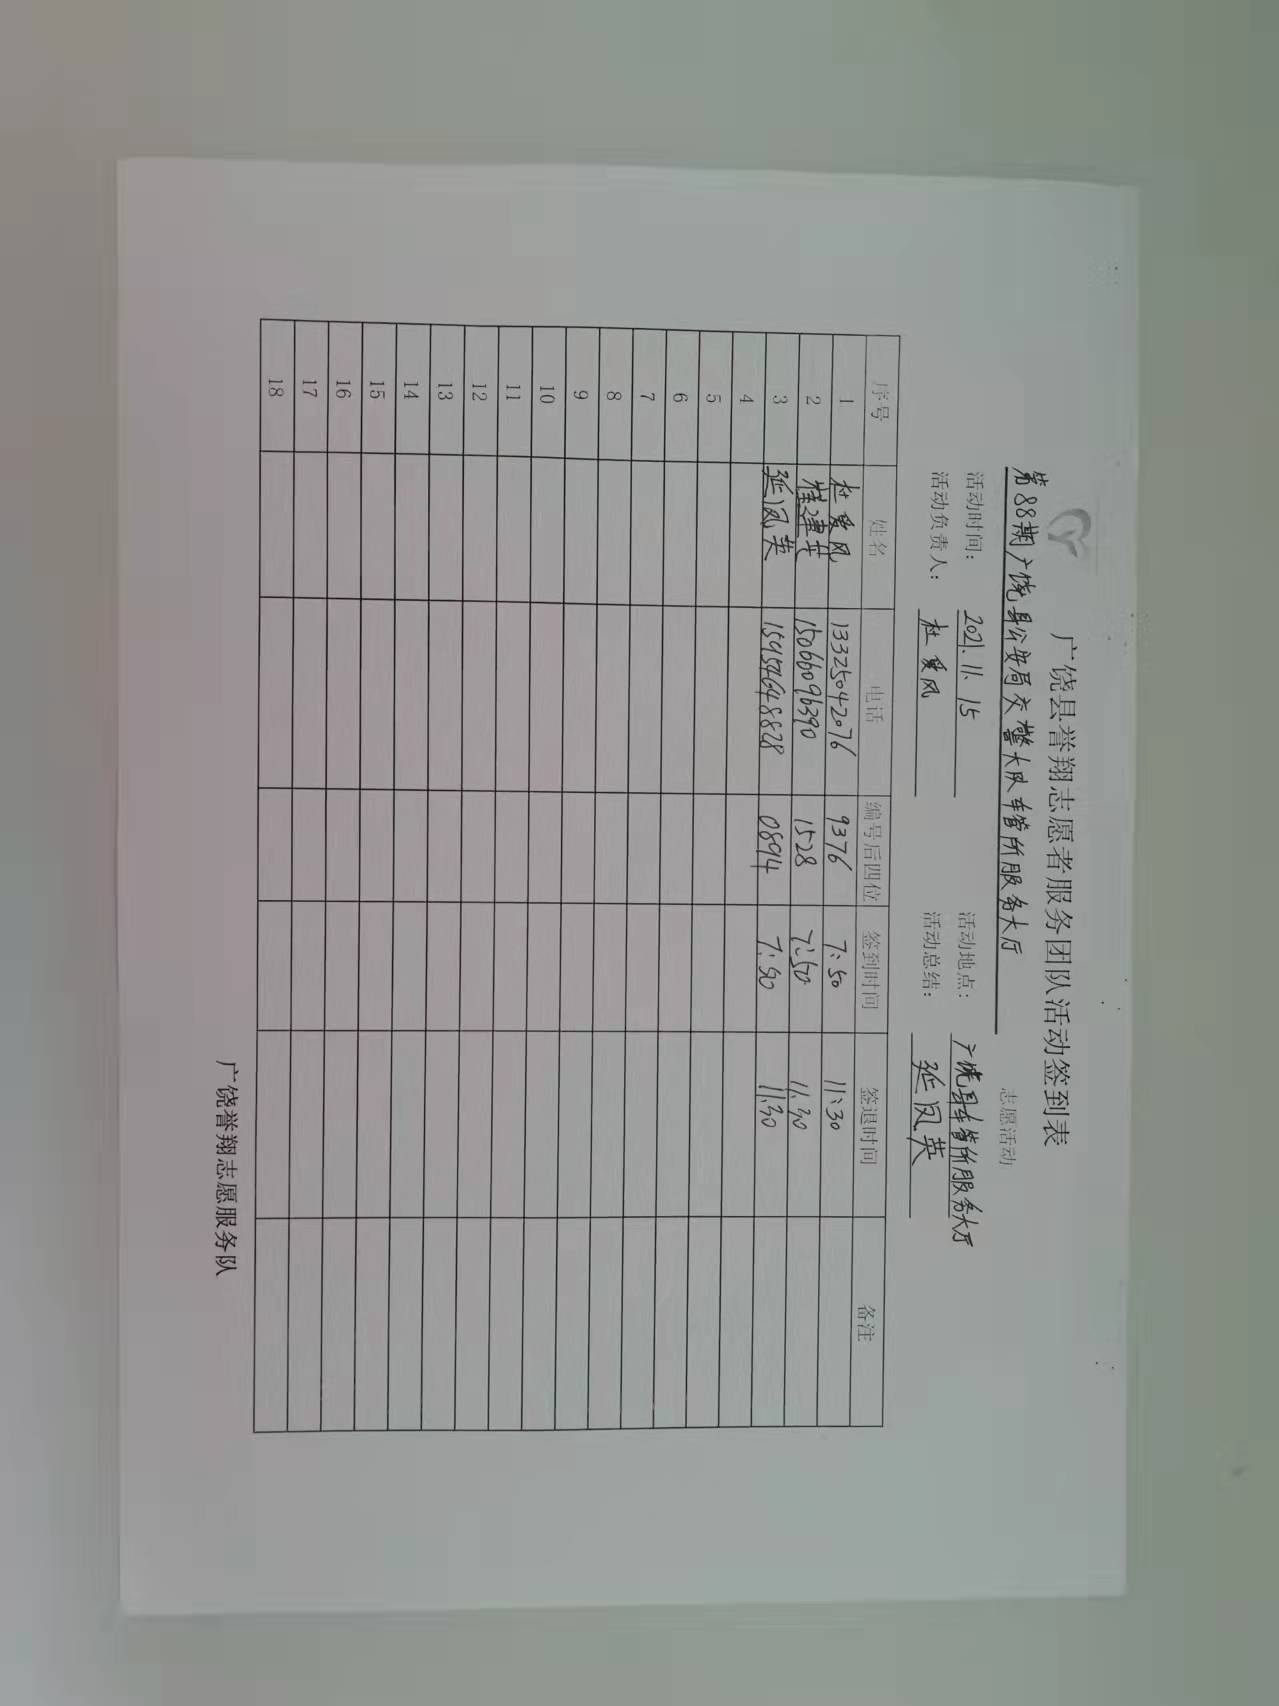 广饶县誉翔志愿者服务团队活动签到表
第88期广饶县公安局交警大队车管所服务大厅 志愿活动
活动时间: 2021.11.15 活动地点: 广饶县车管所服务大厅
活动负责人: 杜爱风 活动总结: 延凤英
序号 姓名 电话 编号后四位 签到时间 签退时间 备注
1 杜爱风 13325042076 9376 7:50 11:30
2 崔建英 15066096390 1528 7:50 11:30
3 延凤英 15954648828 0894 7:50 11:30
4
5
6
7
8
9
10
11
12
13
14
15
16
17
18
广饶誉翔志愿服务队